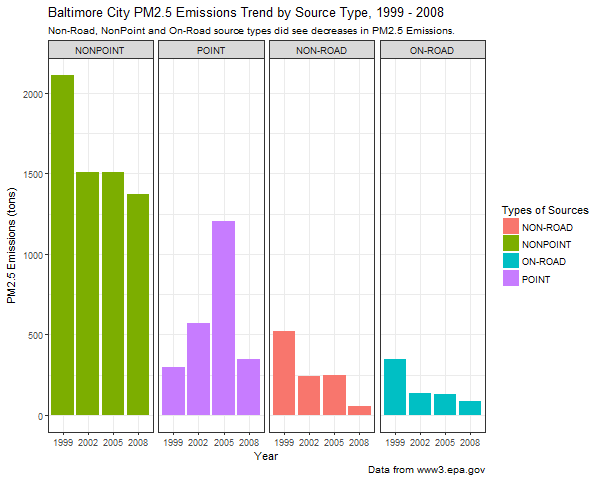 Baltimore City PM2.5 Emissions Trend by Source Type, 1999 - 2008
Non-Road, NonPoint and On-Road source types did see decreases in PM2.5 Emissions.
NONPOINT POINT NON-ROAD ON-ROAD
PM2.5 Emissions (tons)
2000
1500
1000
500
0
1999 2002 2005 2008 1999 2002 2005 2008 1999 2002 2005 2008 1999 2002 2005 2008
Year
Types of Sources
NON-ROAD
NONPOINT
ON-ROAD
POINT
Data from www3.epa.gov